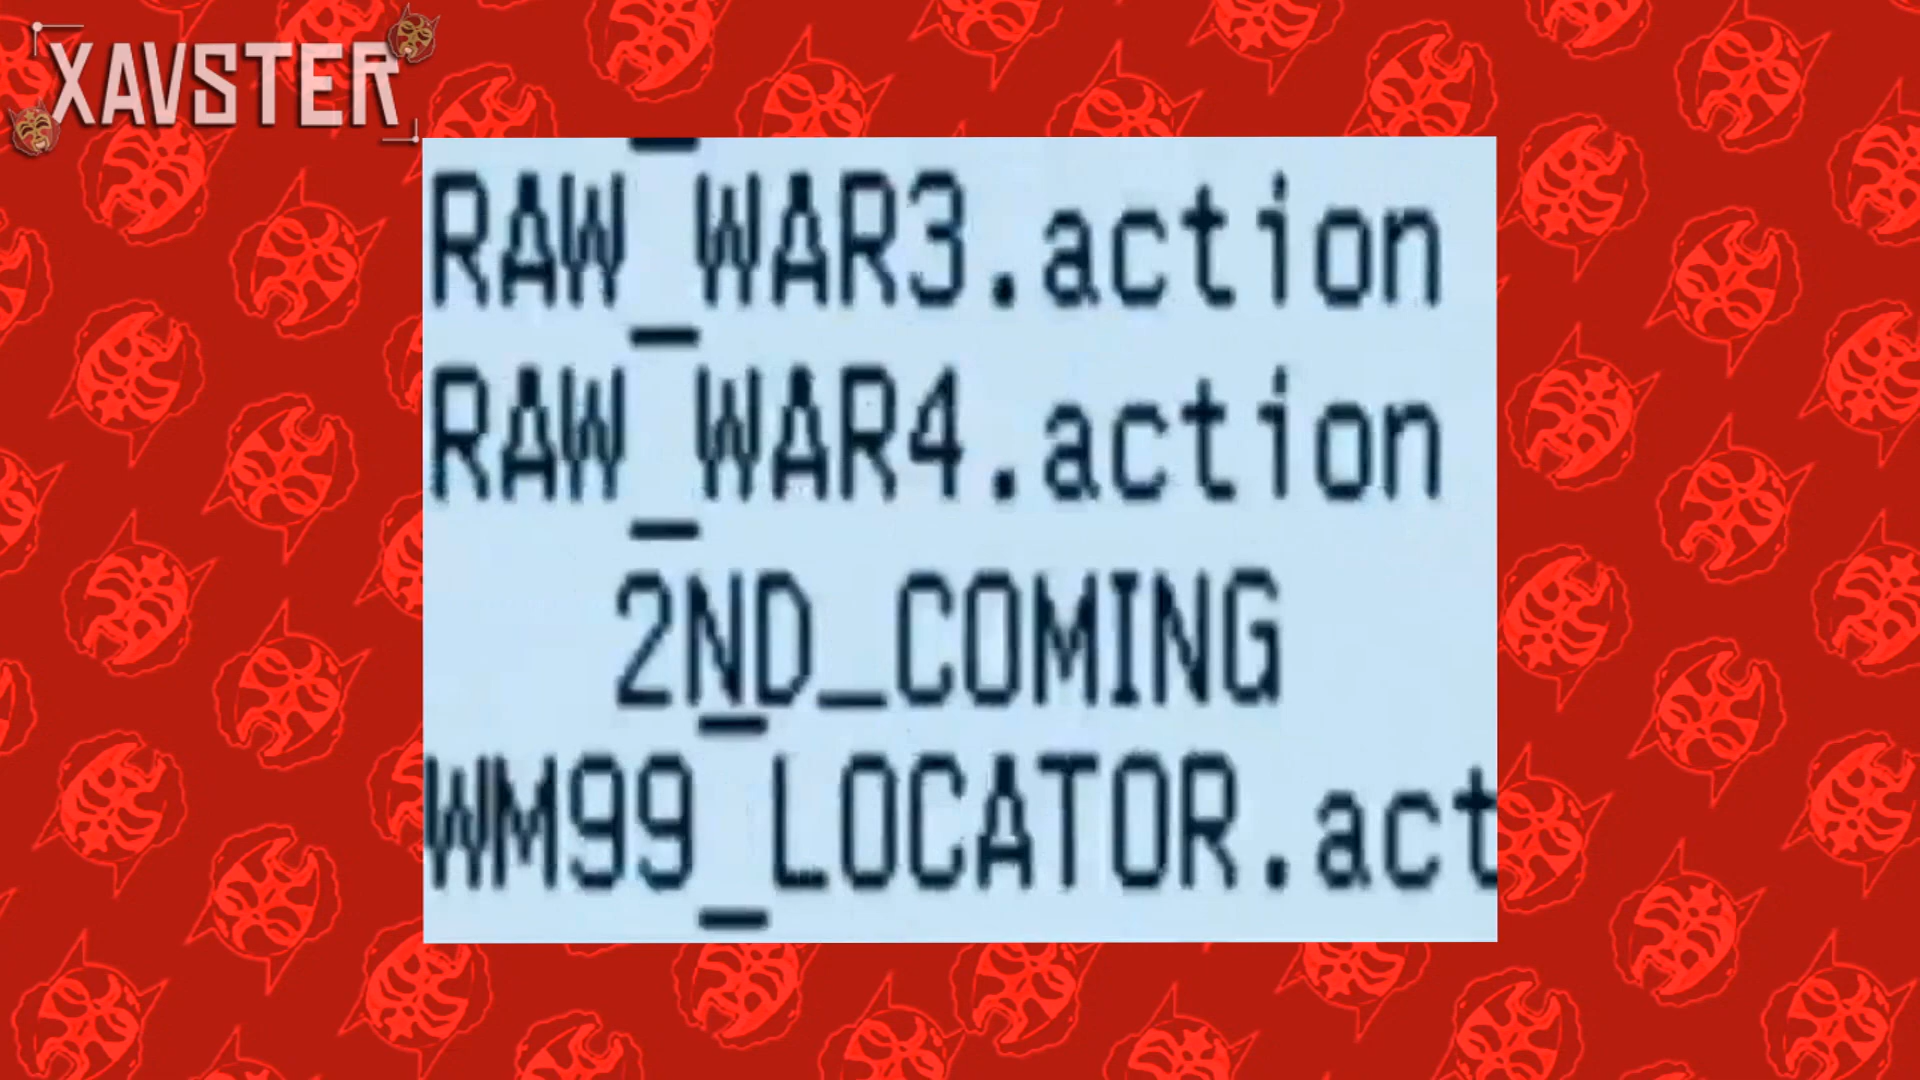 XAVSTER
RAW_WAR3.action
RAW_WAR4.action
2ND_COMING
WM99_LOCATOR.act